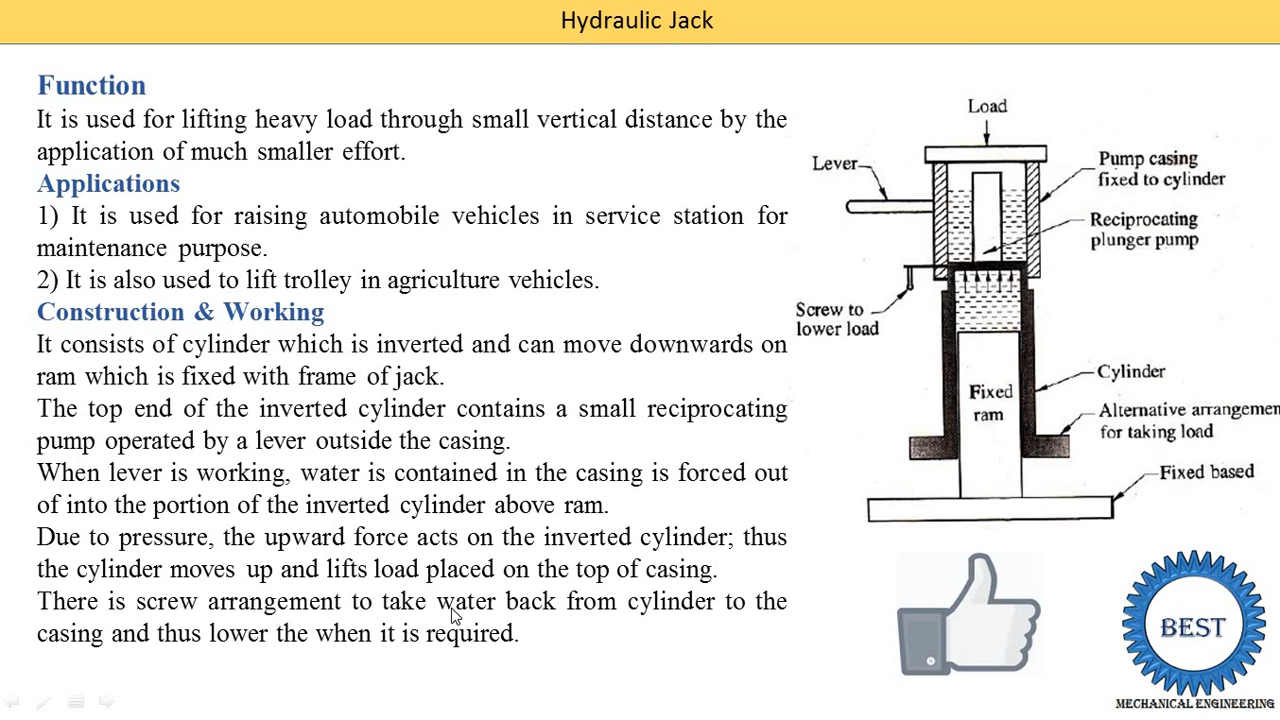 Hydraulic Jack
Function
It is used for lifting heavy load through small vertical distance by the
application of much smaller effort.
Applications
1) It is used for raising automobile vehicles in service station for
maintenance purpose.
2) It is also used to lift trolley in agriculture vehicles.
Construction & Working
It consists of cylinder which is inverted and can move downwards on
ram which is fixed with frame of jack.
The top end of the inverted cylinder contains a small reciprocating
pump operated by a lever outside the casing.
When lever is working, water is contained in the casing is forced out
of into the portion of the inverted cylinder above ram.
Due to pressure, the upward force acts on the inverted cylinder; thus
the cylinder moves up and lifts load placed on the top of casing.
There is screw arrangement to take water back from cylinder to the
casing and thus lower the when it is required.
Load
Lever
Pump casing
fixed to cylinder
Reciprocating
plunger pump
Screw to
lower load
Fixed
ram
Cylinder
Alternative arrangemen
for taking load
Fixed based
BEST
MECHANICAL ENGINEERING